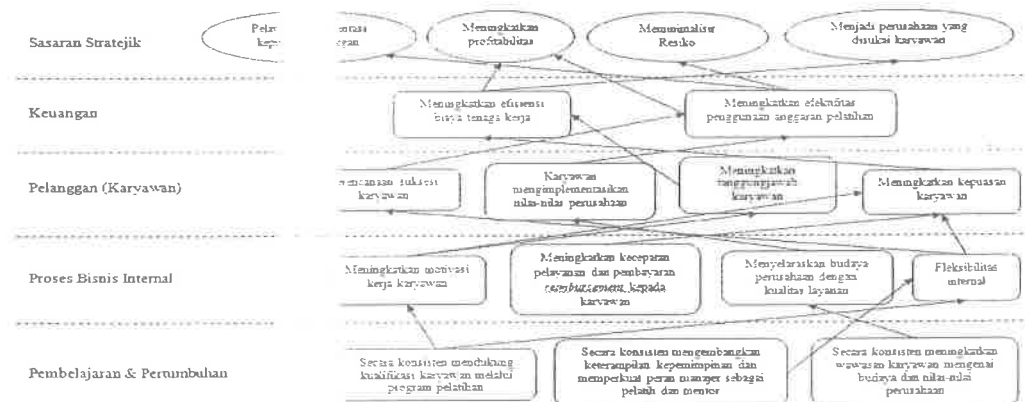 Sasaran Stratejik
Meningkatkan
profitabilitas
Meminimalisir
Resiko
Menjadi perusahaan yang
disukai karyawan
Keuangan
Meningkatkan efisiensi
biaya tenaga kerja
Meningkatkan efektifitas
penggunaan anggaran pelatihan
Pelanggan (Karyawan)
suksesi
karyawan
Karyawan
mengimplementasikan
nilai-nilai perusahaan
Meningkatkan
tanggungjawab
karyawan
Meningkatkan kepuasan
karyawan
Proses Bisnis Internal
Meningkatkan motivasi
kerja karyawan
Meningkatkan kecepatan
pelayanan dan pembayaran
kepada
karyawan
Menyelaraskan budaya
perusahaan dengan
kualitas layanan
Fleksibilitas
internal
Pembelajaran & Pertumbuhan
Secara konsisten mendukung
kualifikasi karyawan melalui
program pelatihan
Secara konsisten mengembangkan
keterampilan kepemimpinan dan
memperkuat peran manajer sebagai
pelatih dan mentor
Secara konsisten meningkatkan
wawasan karyawan mengenai
budaya dan nilai-nilai
perusahaan